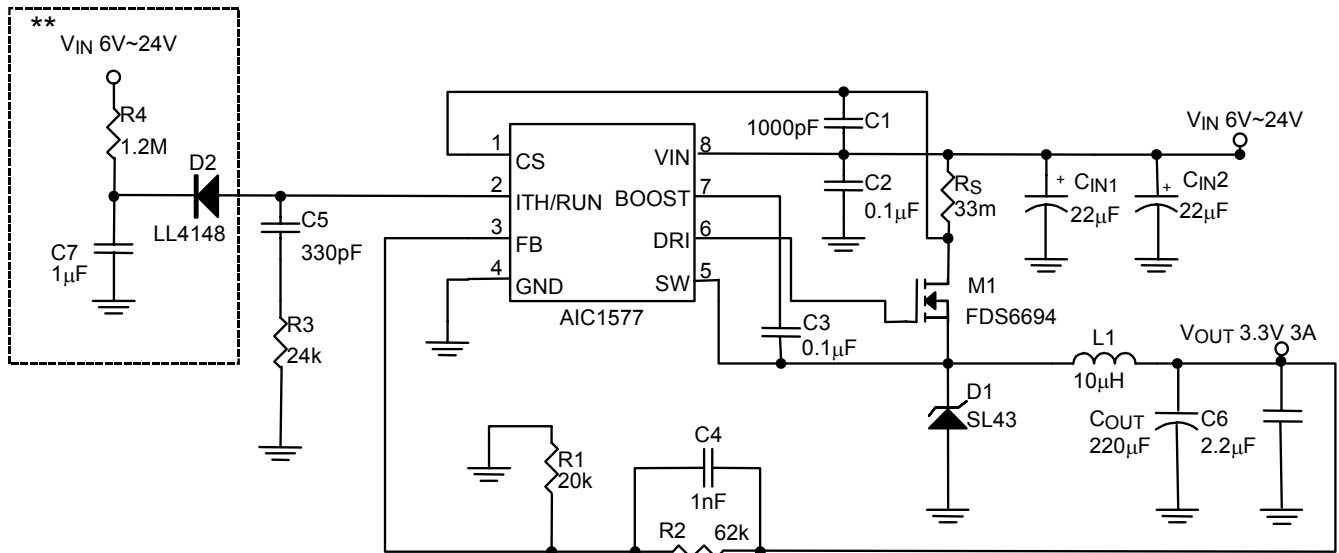 **
VIN 6V~24V
R4
1.2M
D2
LL4148
C7
1μF
C5
330pF
R3
24k
1
CS
2
ITH/RUN
3
FB
4
GND
VIN
8
BOOST
7
DRI
6
SW
5
AIC1577
1000pF
C1
C2
0.1μF
RS
33m
VIN 6V~24V
+
CIN1
22μF
+
CIN2
22μF
M1
FDS6694
C3
0.1μF
L1
10μH
VOUT 3.3V 3A
D1
SL43
COUT
220μF
C6
2.2μF
R1
20k
C4
1nF
R2
62k